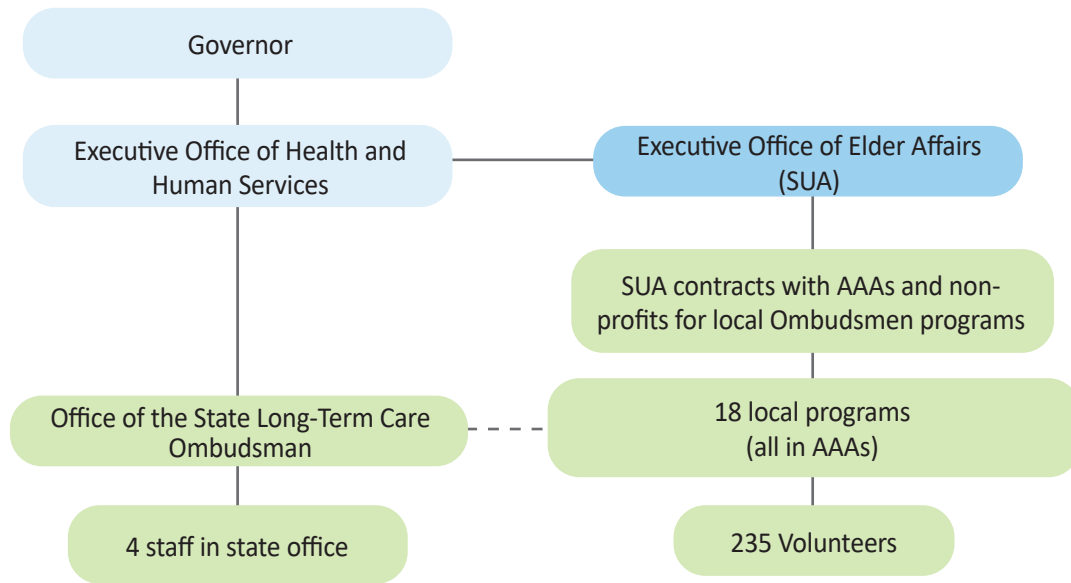 Governor
Executive Office of Health and
Human Services
Executive Office of Elder Affairs
(SUA)
SUA contracts with AAAs and non-
profits for local Ombudsmen programs
Office of the State Long-Term Care
Ombudsman
18 local programs
(all in AAAs)
4 staff in state office
235 Volunteers